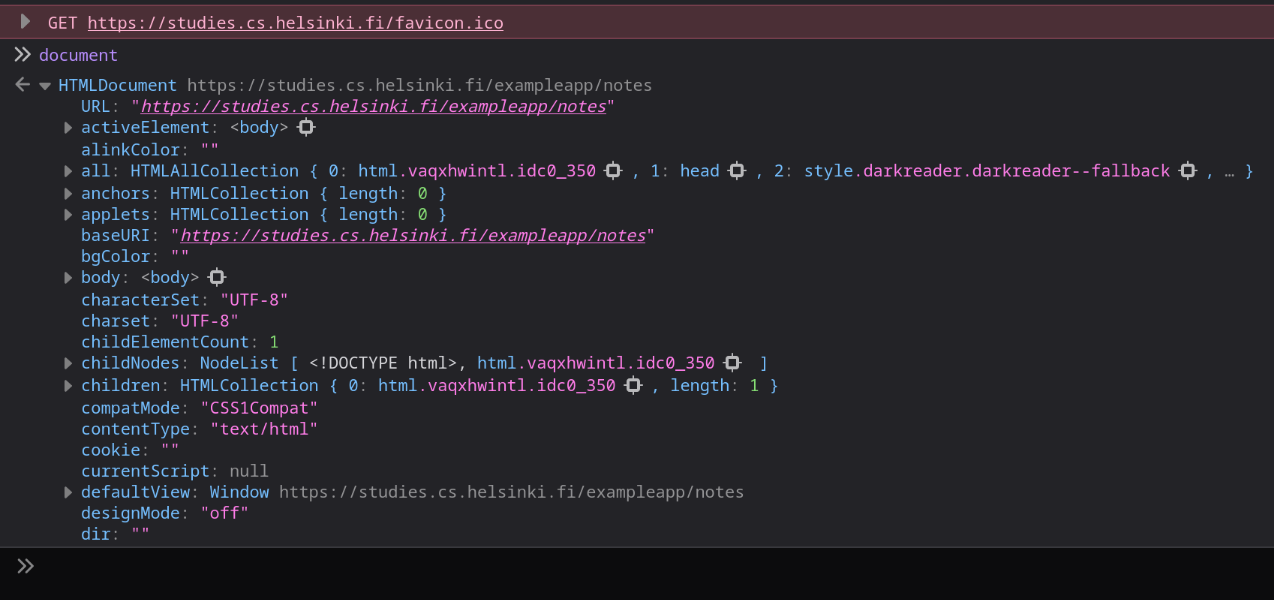 GET https://studies.cs.helsinki.fi/favicon.ico
document
HTMLDocument https://studies.cs.helsinki.fi/exampleapp/notes
URL: "https://studies.cs.helsinki.fi/exampleapp/notes"
activeElement: <body>
alinkColor: ""
all: HTMLAllCollection { 0: html.vaqxhwintl.idc0_350 , 1: head , 2: style.darkreader.darkreader--fallback , … }
anchors: HTMLCollection { length: 0 }
applets: HTMLCollection { length: 0 }
baseURI: "https://studies.cs.helsinki.fi/exampleapp/notes"
bgColor: ""
body: <body>
characterSet: "UTF-8"
charset: "UTF-8"
childElementCount: 1
childNodes: NodeList [ <!DOCTYPE html>, html.vaqxhwintl.idc0_350 ]
children: HTMLCollection { 0: html.vaqxhwintl.idc0_350 , length: 1 }
compatMode: "CSS1Compat"
contentType: "text/html"
cookie: ""
currentScript: null
defaultView: Window https://studies.cs.helsinki.fi/exampleapp/notes
designMode: "off"
dir: ""